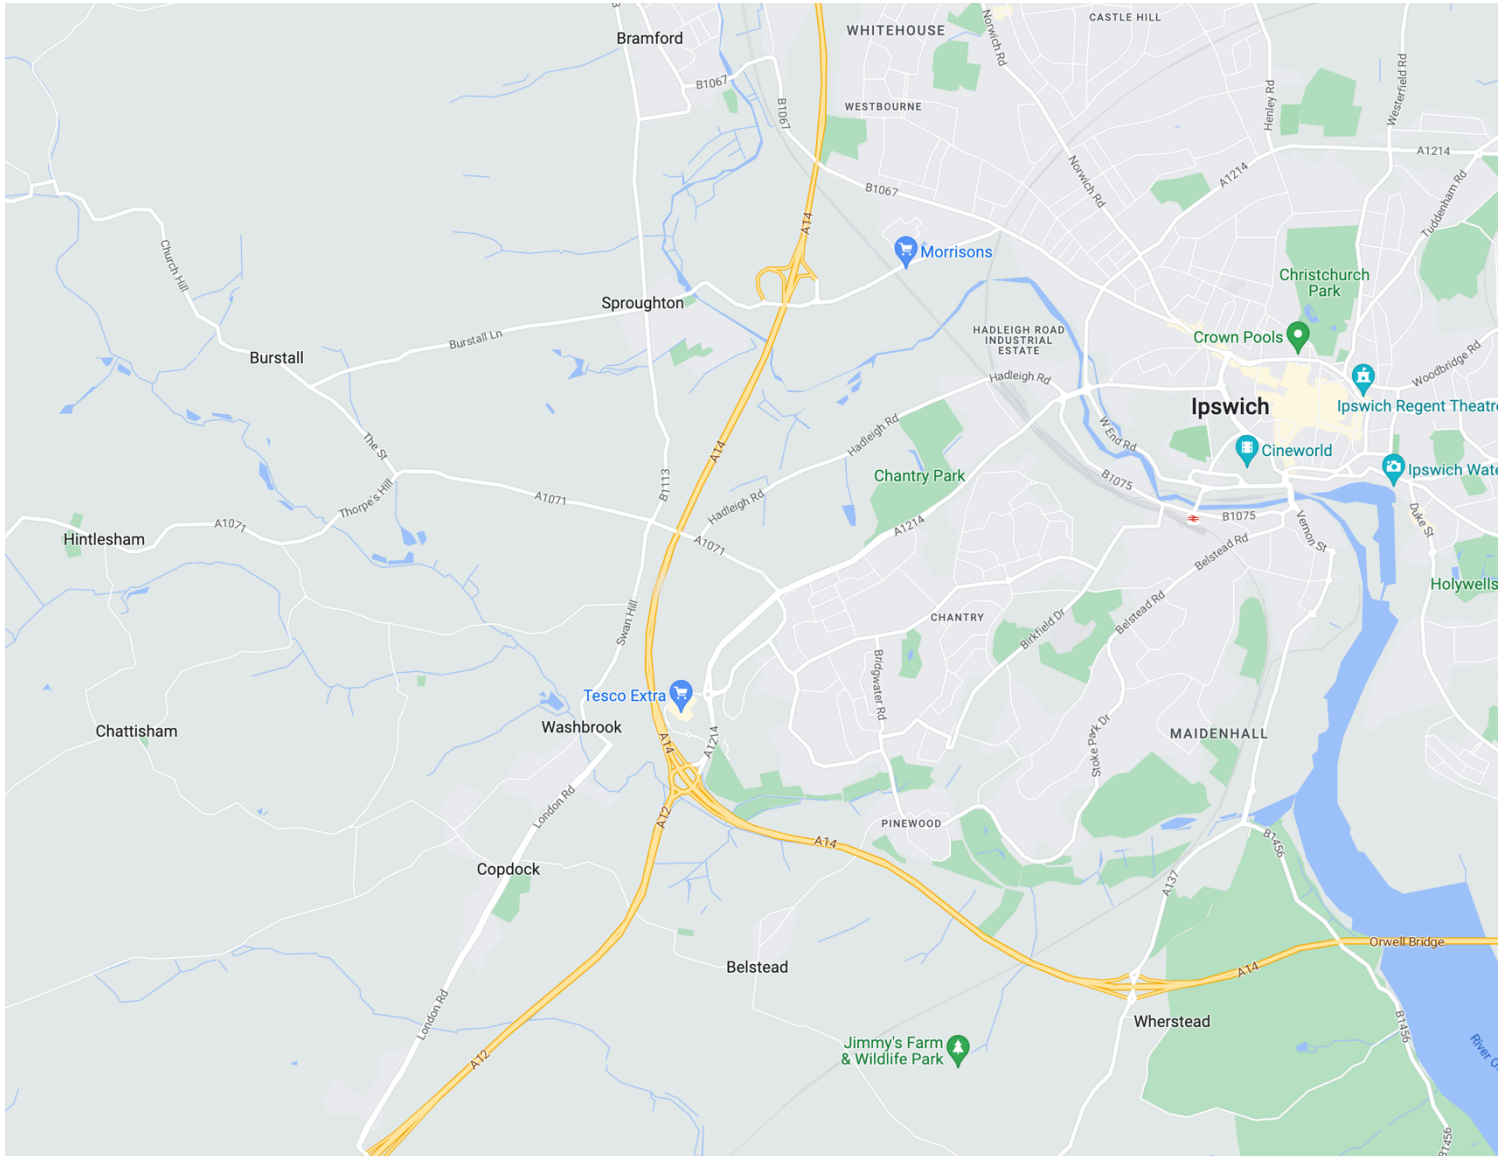 Bramford
WHITEHOUSE
Norwich Rd
CASTLE HILL
B1067
B1067
WESTBOURNE
Henley Rd
Westerfield Rd
A1214
A1214
Norwich Rd
B1067
Tuddenham Rd
A14
Church Hill
Morrisons
Christchurch
Park
Sproughton
HADLEIGH ROAD
INDUSTRIAL
ESTATE
Crown Pools
Burstall Ln
Burstall
Woodbridge Rd
Hadleigh Rd
Ipswich
Ipswich Regent Theatre
The St
A14
Hadleigh Rd
W End Rd
Cineworld
Chantry Park
Ipswich Wate
B1113
B1075
Thorpe's Hill
A1071
Hadleigh Rd
A1071
A1214
B1075
Vernon St
Duke St
Hintlesham
A1071
Belstead Rd
Holywells
Swan Hill
CHANTRY
Birkfield Dr
Belstead Rd
Bridgwater Rd
Tesco Extra
Chattisham
Washbrook
A14
A1214
Stoke Park Dr
MAIDENHALL
London Rd
A12
PINEWOOD
A14
B1456
Copdock
A137
Orwell Bridge
Belstead
A14
London Rd
Wherstead
B1456
Jimmy's Farm
& Wildlife Park
River O
A12
B1456